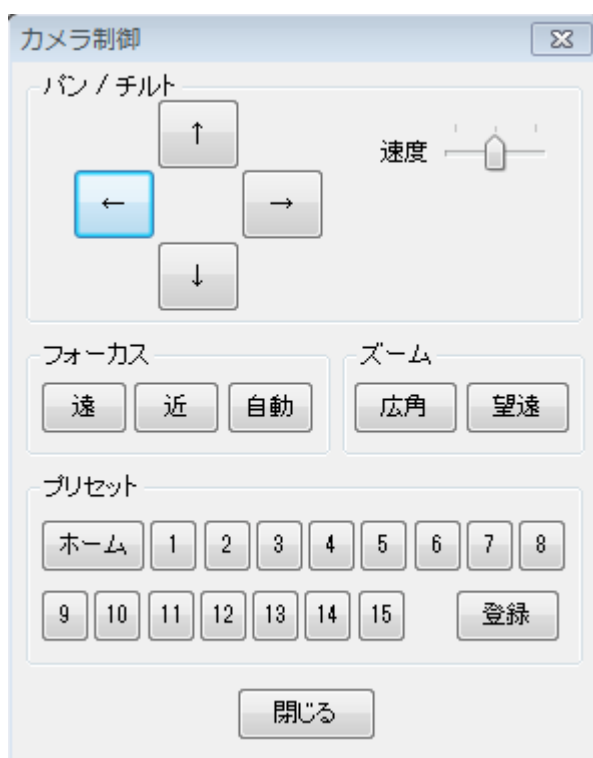 カメラ制御
パン / チルト
↑
速度
← →
↓
フォーカス
遠 近 自動
ズーム
広角 望遠
プリセット
ホーム 1 2 3 4 5 6 7 8
9 10 11 12 13 14 15 登録
閉じる